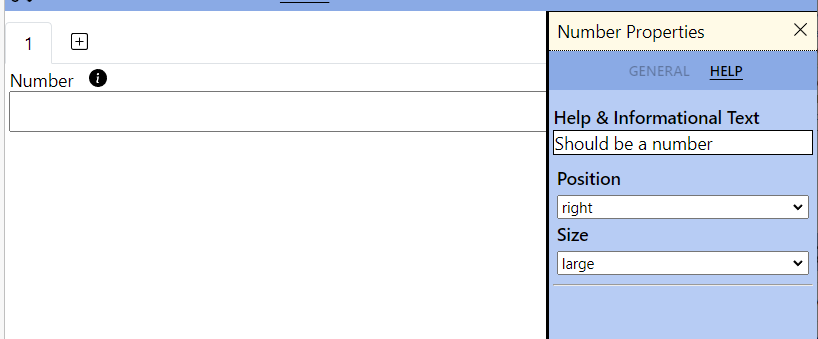 Number Properties
1
GENERAL HELP
Number
Help & Informational Text
Should be a number
Position
right
Size
large